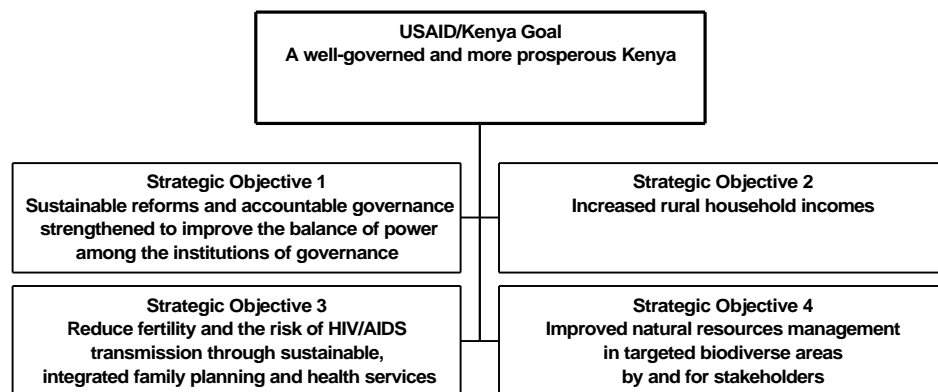 USAID/Kenya Goal
A well-governed and more prosperous Kenya
Strategic Objective 1
Sustainable reforms and accountable governance
strengthened to improve the balance of power
among the institutions of governance
Strategic Objective 2
Increased rural household incomes
Strategic Objective 3
Reduce fertility and the risk of HIV/AIDS
transmission through sustainable,
integrated family planning and health services
Strategic Objective 4
Improved natural resources management
in targeted biodiverse areas
by and for stakeholders